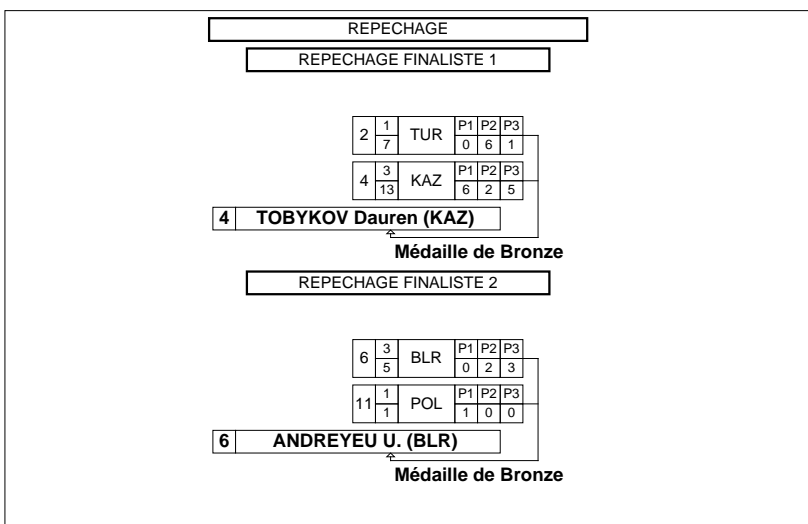 REPECHAGE
REPECHAGE FINALISTE 1
2 1 TUR P1 P2 P3
7 0 6 1
4 3 KAZ P1 P2 P3
13 6 2 5
4 TOBYKOV Dauren (KAZ)
Médaille de Bronze
REPECHAGE FINALISTE 2
6 3 BLR P1 P2 P3
5 0 2 3
11 1 POL P1 P2 P3
1 1 0 0
6 ANDREYEU U. (BLR)
Médaille de Bronze